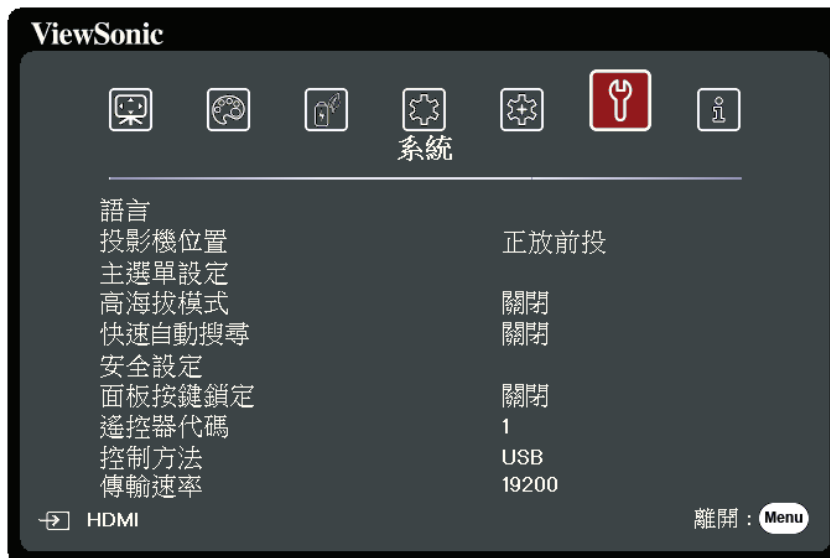 ViewSonic
系統
語言
投影機位置 正放前投
主選單設定
高海拔模式 關閉
快速自動搜尋 關閉
安全設定
面板按鍵鎖定 關閉
遙控器代碼 1
控制方法 USB
傳輸速率 19200
HDMI 離開：Menu